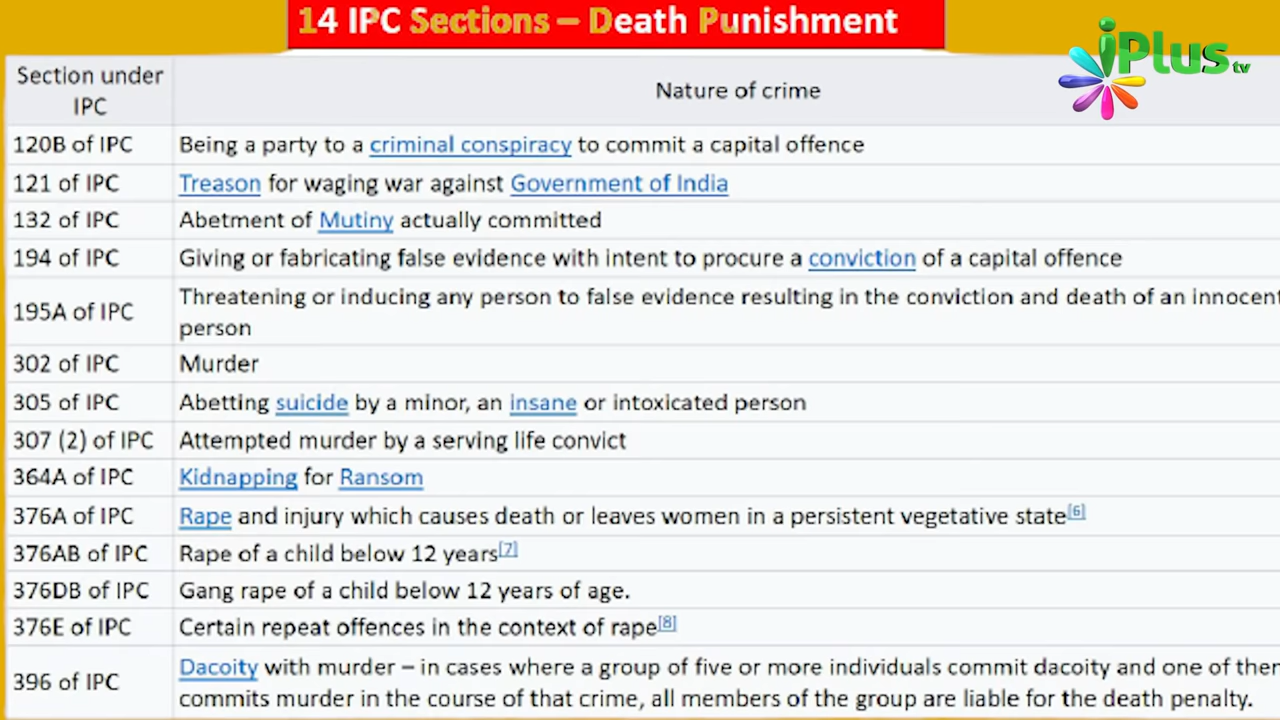 14 IPC Sections – Death Punishment
iPlus tv
Section under
IPC
Nature of crime
120B of IPC
Being a party to a criminal conspiracy to commit a capital offence
121 of IPC
Treason for waging war against Government of India
132 of IPC
Abetment of Mutiny actually committed
194 of IPC
Giving or fabricating false evidence with intent to procure a conviction of a capital offence
195A of IPC
Threatening or inducing any person to false evidence resulting in the conviction and death of an innocent
person
302 of IPC
Murder
305 of IPC
Abetting suicide by a minor, an insane or intoxicated person
307 (2) of IPC
Attempted murder by a serving life convict
364A of IPC
Kidnapping for Ransom
376A of IPC
Rape and injury which causes death or leaves women in a persistent vegetative state[6]
376AB of IPC
Rape of a child below 12 years[7]
376DB of IPC
Gang rape of a child below 12 years of age.
376E of IPC
Certain repeat offences in the context of rape[8]
396 of IPC
Dacoity with murder – in cases where a group of five or more individuals commit dacoity and one of them
commits murder in the course of that crime, all members of the group are liable for the death penalty.